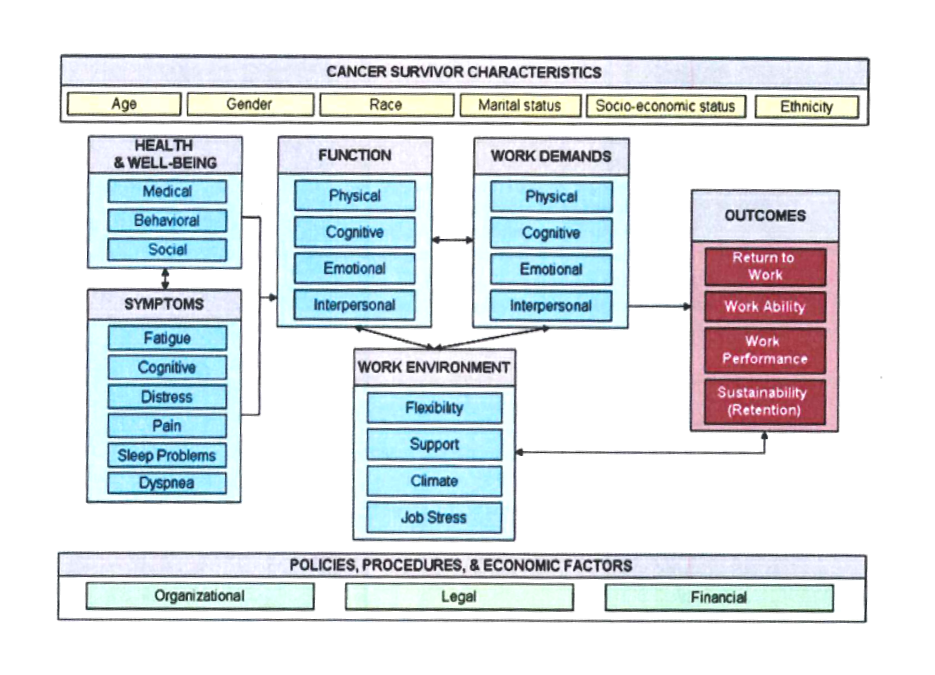 CANCER SURVIVOR CHARACTERISTICS
Age
Gender
Race
Marital status
Socio-economic status
Ethnicity
HEALTH
& WELL-BEING
Medical
Behavioral
Social
SYMPTOMS
Fatigue
Cognitive
Distress
Pain
Sleep Problems
Dyspnea
FUNCTION
Physical
Cognitive
Emotional
Interpersonal
WORK DEMANDS
Physical
Cognitive
Emotional
Interpersonal
WORK ENVIRONMENT
Flexibility
Support
Climate
Job Stress
OUTCOMES
Return to
Work
Work Ability
Work
Performance
Sustainability
(Retention)
POLICIES, PROCEDURES, & ECONOMIC FACTORS
Organizational
Legal
Financial